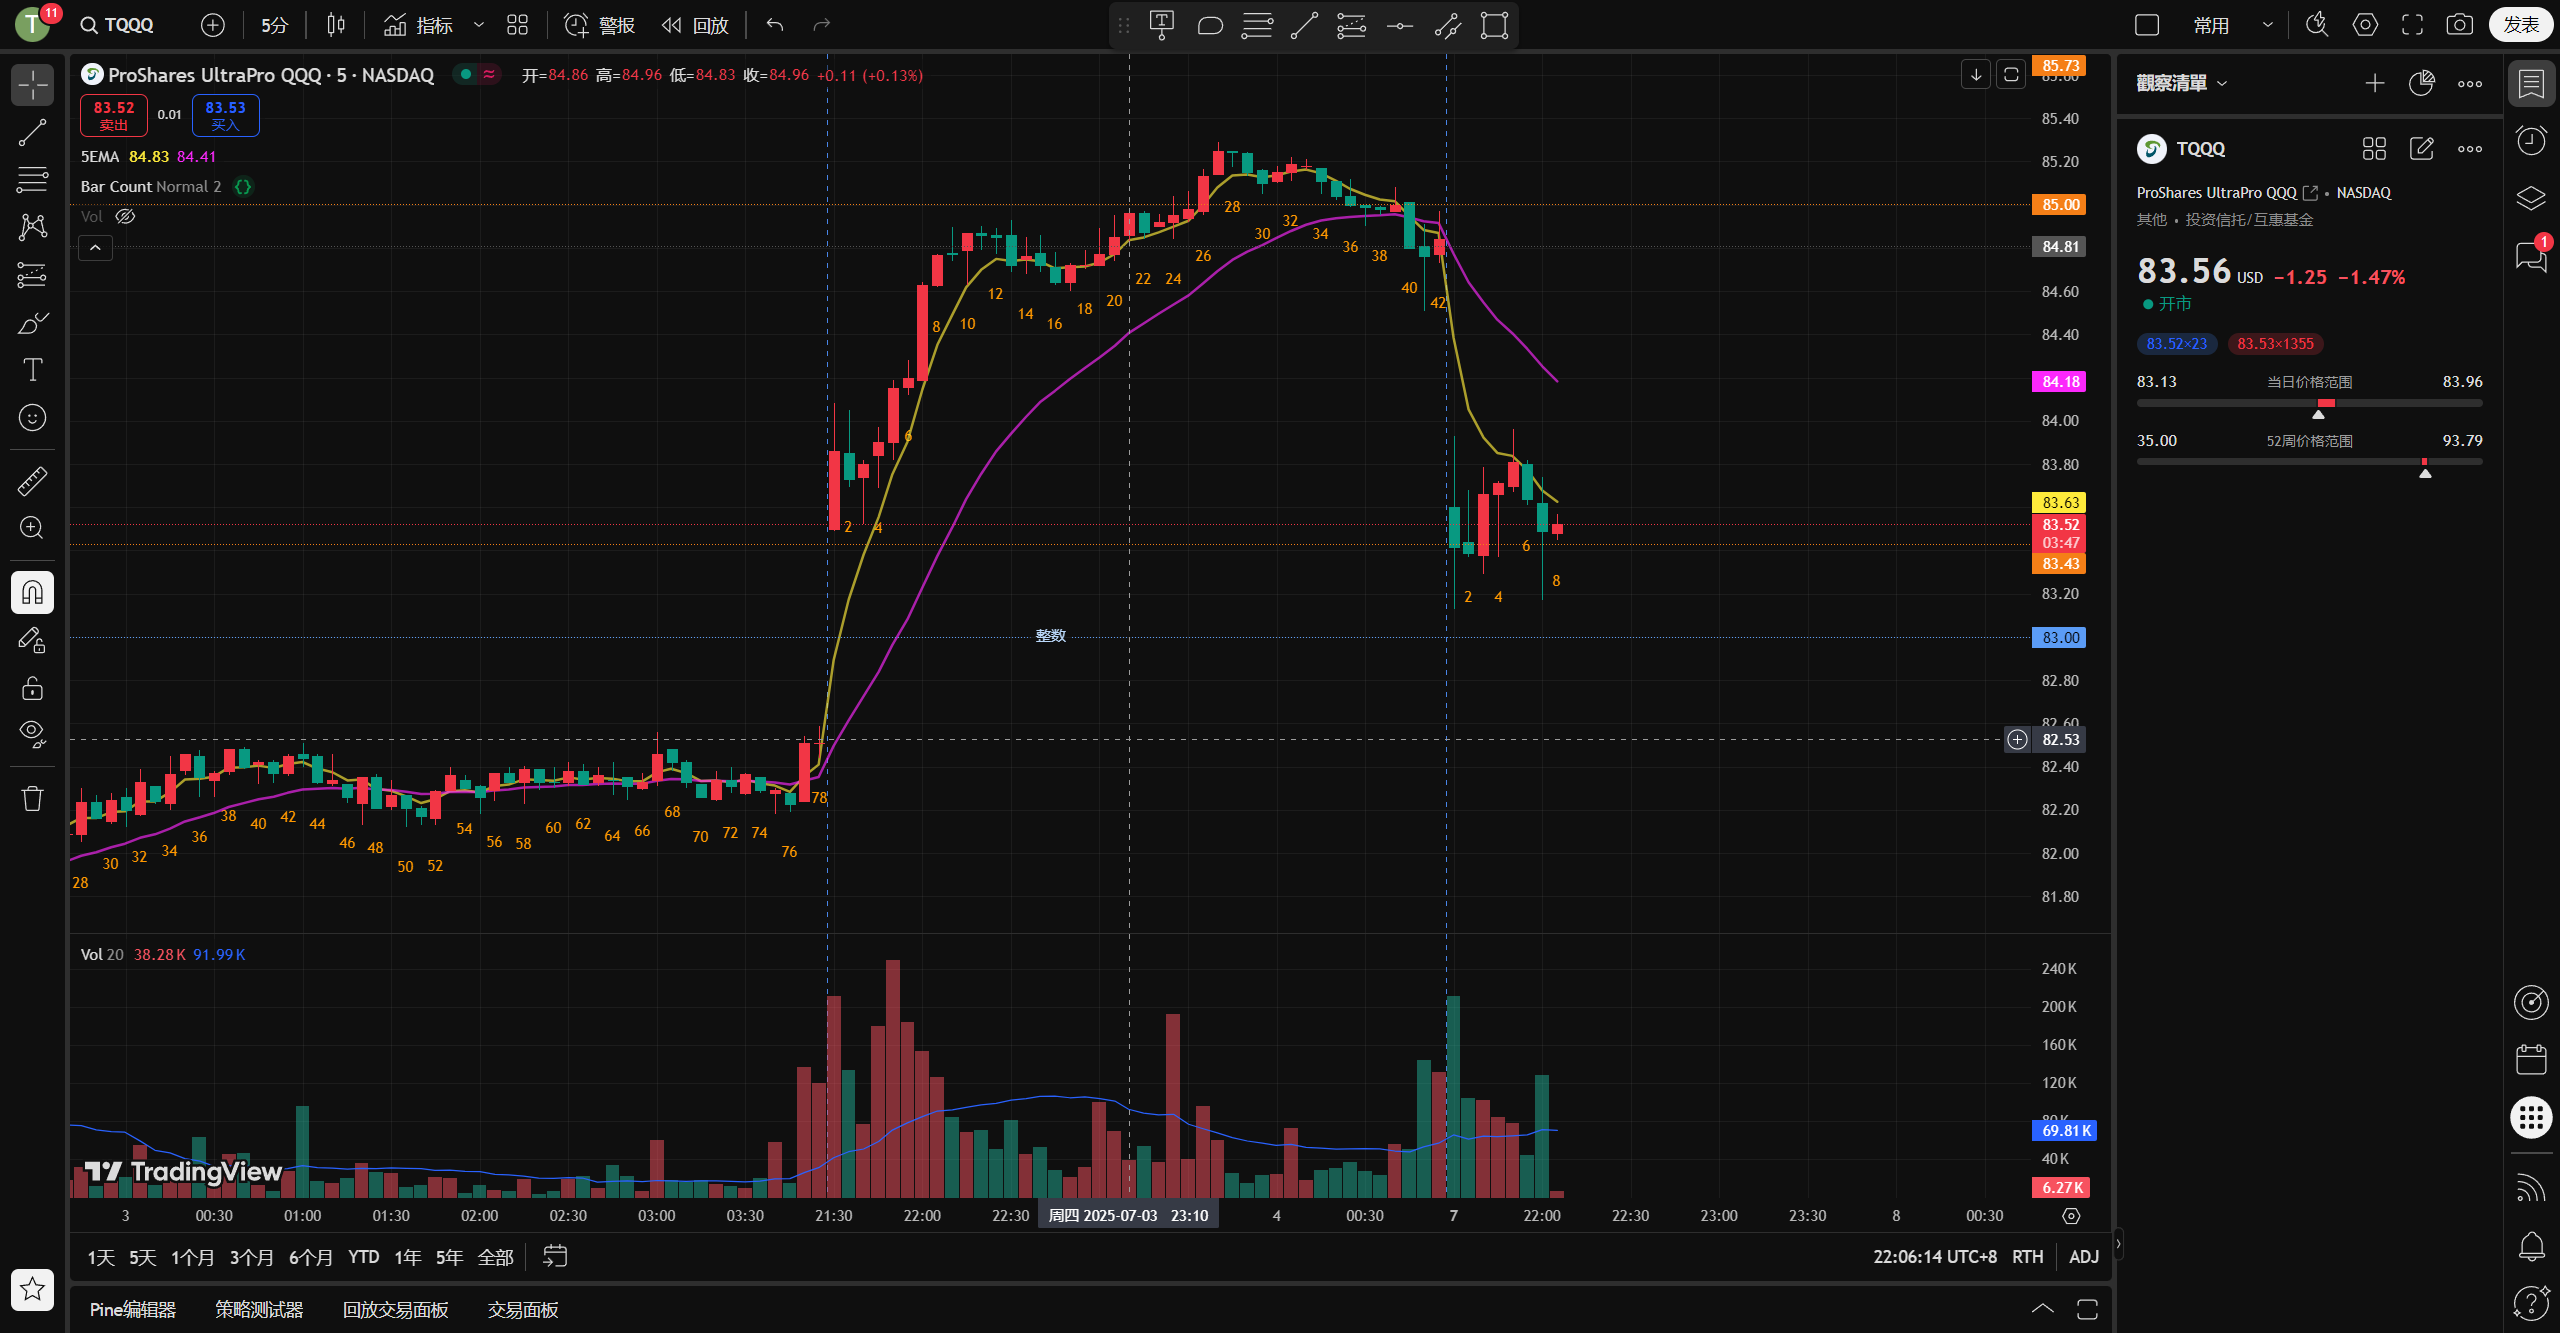 T 11 TQQQ 5分 指标 警报 回放 常用 发表
ProShares UltraPro QQQ · 5 · NASDAQ 开=84.86 高=84.96 低=84.83 收=84.96 +0.11 (+0.13%)
83.52 卖出 0.01 83.53 买入
5EMA 84.83 84.41
Bar Count Normal 2 {}
Vol
85.73
85.60
85.40
85.20
85.00
84.81
84.60
84.40
84.18
84.00
83.80
83.63
83.52
03:47
83.43
83.20
83.00
82.80
82.60
82.53
82.40
82.20
82.00
81.80
整数
28 30 32 34 36 38 40 42 44 46 48 50 52 54 56 58 60 62 64 66 68 70 72 74 76 78
2 4 6 8 10 12 14 16 18 20 22 24 26 28 30 32 34 36 38 40 42
2 4 6 8
Vol 20 38.28 K 91.99 K
240 K
200 K
160 K
120 K
80 K
69.81 K
40 K
6.27 K
TradingView
3 00:30 01:00 01:30 02:00 02:30 03:00 03:30 21:30 22:00 22:30 周四 2025-07-03 23:10 4 00:30 7 22:00 22:30 23:00 23:30 8 00:30
1天 5天 1个月 3个月 6个月 YTD 1年 5年 全部 22:06:14 UTC+8 RTH ADJ
Pine编辑器 策略测试器 回放交易面板 交易面板
觀察清單
TQQQ
ProShares UltraPro QQQ • NASDAQ
其他 • 投资信托/互惠基金
83.56 USD −1.25 −1.47%
开市
83.52×23 83.53×1355
83.13 当日价格范围 83.96
35.00 52周价格范围 93.79
1